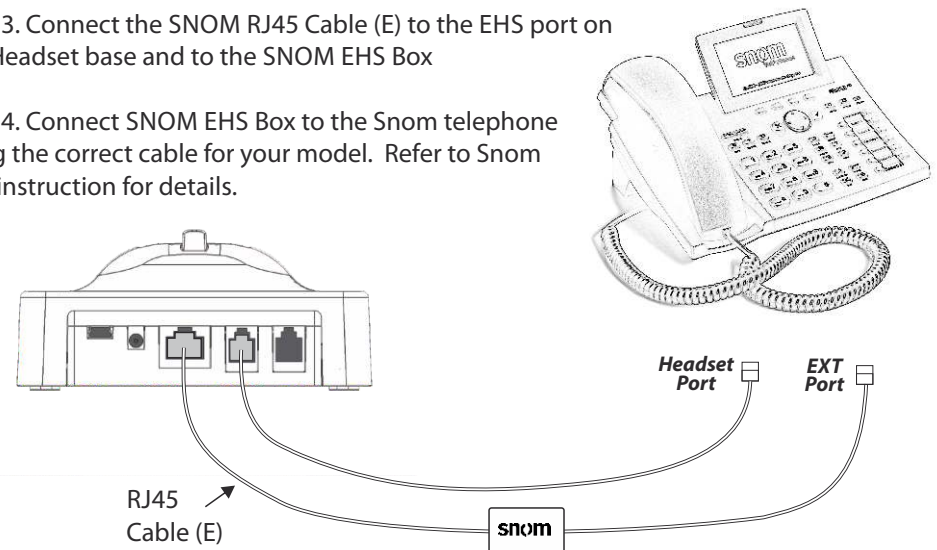 3. Connect the SNOM RJ45 Cable (E) to the EHS port on
Headset base and to the SNOM EHS Box
4. Connect SNOM EHS Box to the Snom telephone
g the correct cable for your model. Refer to Snom
instruction for details.
snom
Headset
Port
EXT
Port
RJ45
Cable (E)
snom